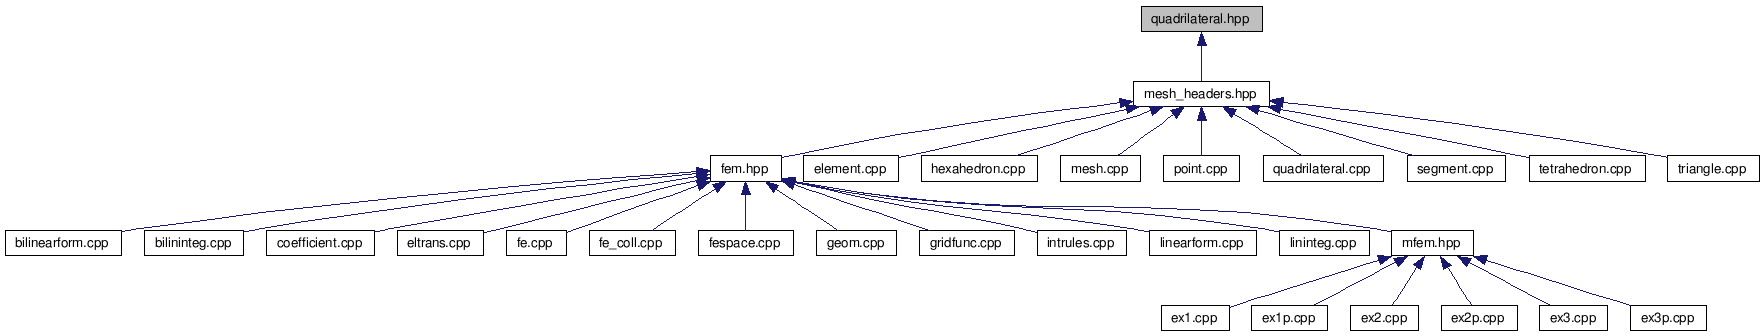 quadrilateral.hpp
mesh_headers.hpp
fem.hpp
element.cpp
hexahedron.cpp
mesh.cpp
point.cpp
quadrilateral.cpp
segment.cpp
tetrahedron.cpp
triangle.cpp
bilinearform.cpp
bilininteg.cpp
coefficient.cpp
eltrans.cpp
fe.cpp
fe_coll.cpp
fespace.cpp
geom.cpp
gridfunc.cpp
intrules.cpp
linearform.cpp
lininteg.cpp
mfem.hpp
ex1.cpp
ex1p.cpp
ex2.cpp
ex2p.cpp
ex3.cpp
ex3p.cpp